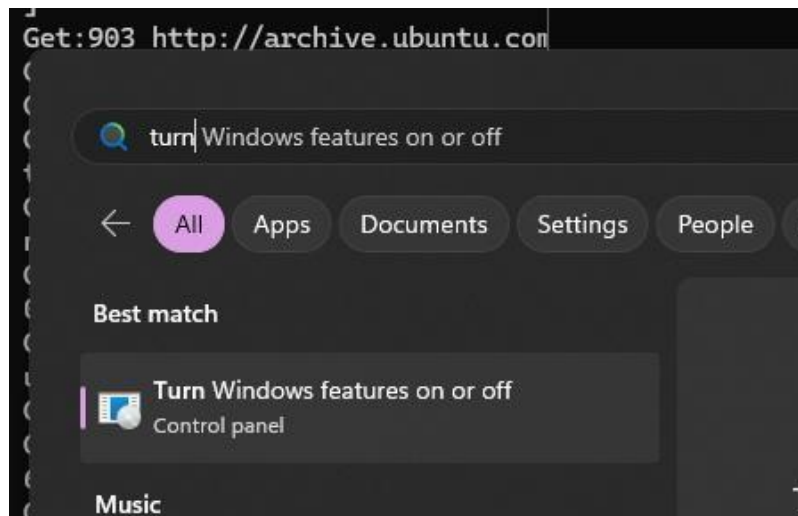 Get:903 http://archive.ubuntu.com
turn Windows features on or off
All Apps Documents Settings People
Best match
Turn Windows features on or off
Control panel
Music